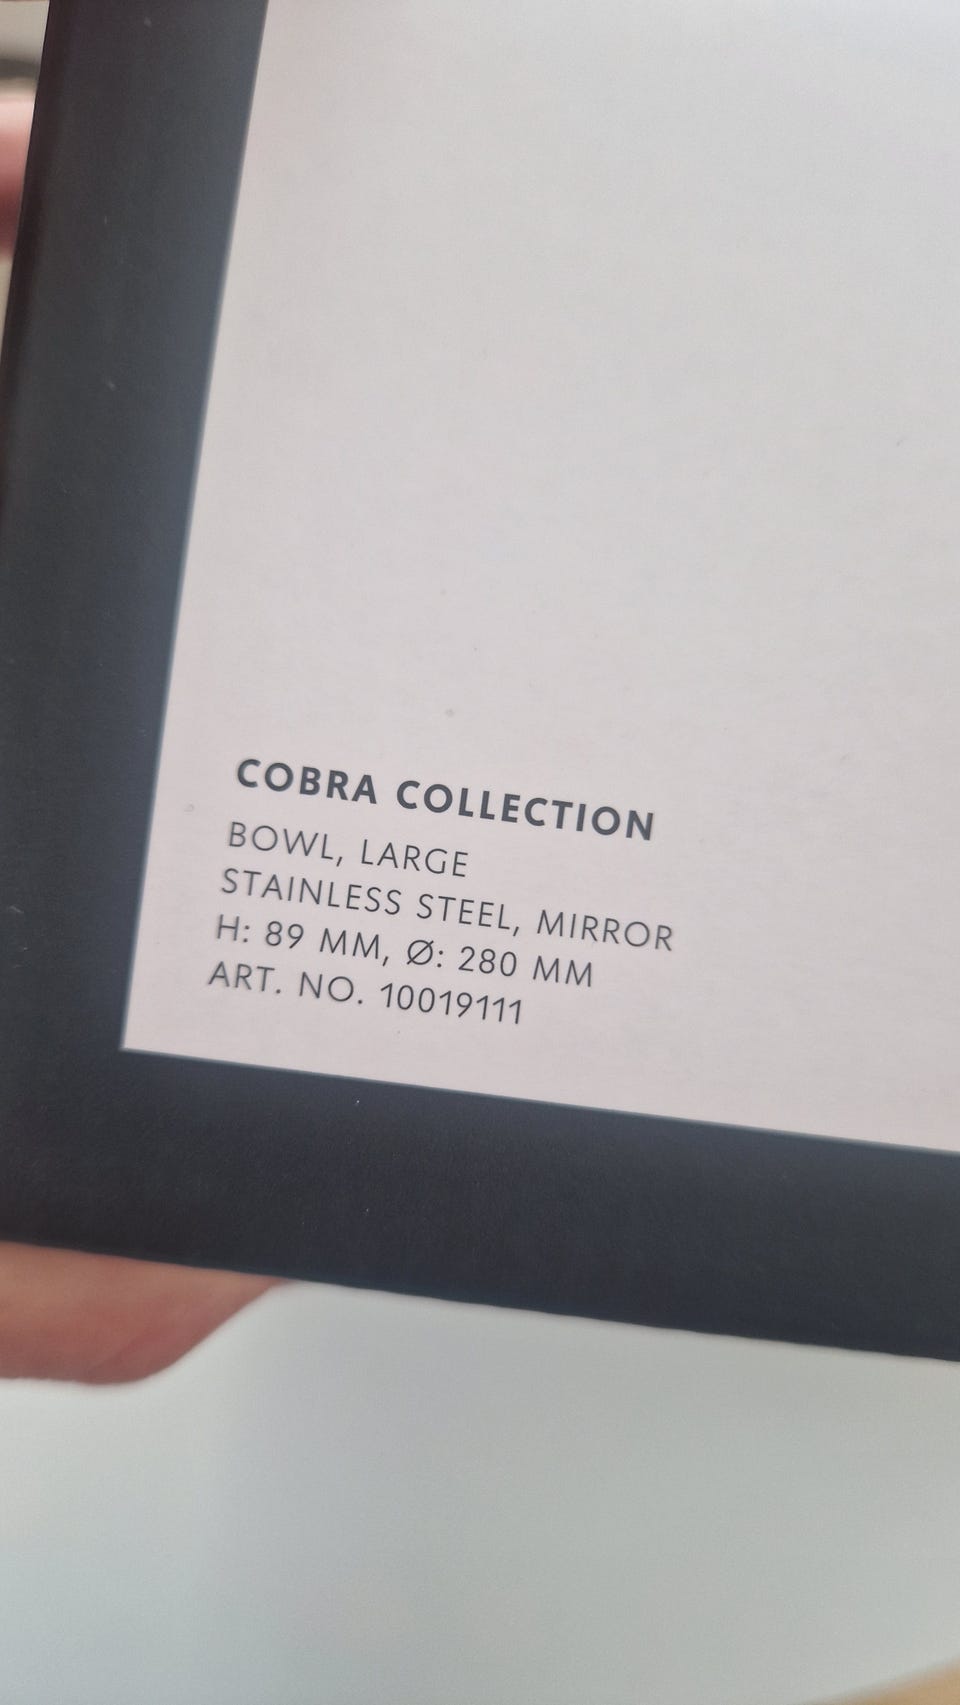 COBRA COLLECTION
BOWL, LARGE
STAINLESS STEEL, MIRROR
H: 89 MM, Ø: 280 MM
ART. NO. 10019111